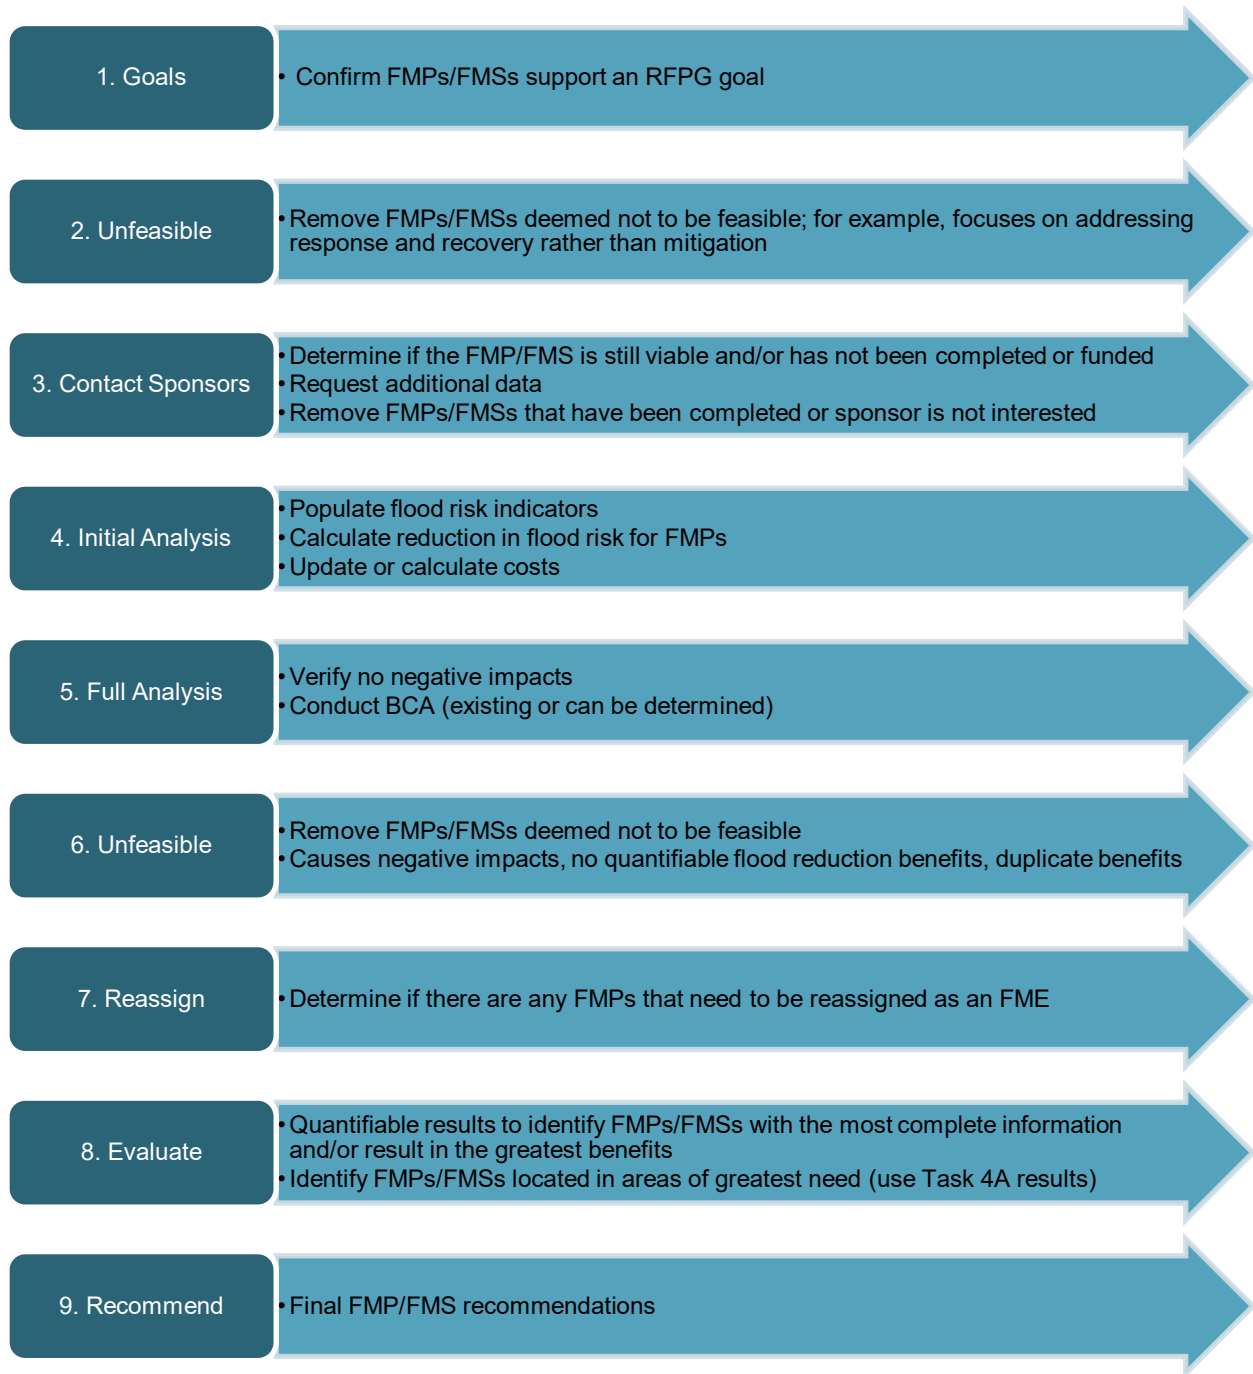 1. Goals
• Confirm FMPs/FMSs support an RFPG goal
2. Unfeasible
• Remove FMPs/FMSs deemed not to be feasible; for example, focuses on addressing
response and recovery rather than mitigation
3. Contact Sponsors
• Determine if the FMP/FMS is still viable and/or has not been completed or funded
• Request additional data
• Remove FMPs/FMSs that have been completed or sponsor is not interested
4. Initial Analysis
• Populate flood risk indicators
• Calculate reduction in flood risk for FMPs
• Update or calculate costs
5. Full Analysis
• Verify no negative impacts
• Conduct BCA (existing or can be determined)
6. Unfeasible
• Remove FMPs/FMSs deemed not to be feasible
• Causes negative impacts, no quantifiable flood reduction benefits, duplicate benefits
7. Reassign
• Determine if there are any FMPs that need to be reassigned as an FME
8. Evaluate
• Quantifiable results to identify FMPs/FMSs with the most complete information
and/or result in the greatest benefits
• Identify FMPs/FMSs located in areas of greatest need (use Task 4A results)
9. Recommend
• Final FMP/FMS recommendations